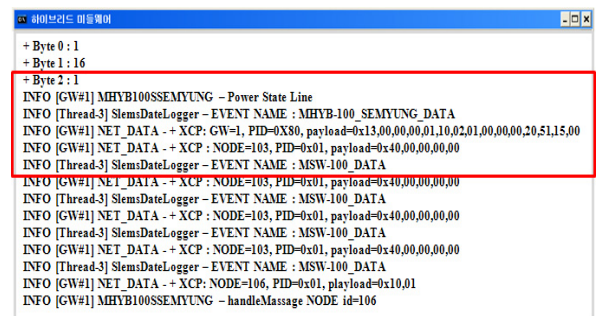 하이브리드 미들웨어
+ Byte 0 : 1
+ Byte 1 : 16
+ Byte 2 : 1
INFO [GW#1] MHYB100SSEMYUNG – Power State Line
INFO [Thread-3] SlemsDateLogger – EVENT NAME : MHYB-100_SEMYUNG_DATA
INFO [GW#1] NET_DATA - + XCP: GW=1, PID=0X80, payload=0x13,00,00,00,01,10,02,01,00,00,00,20,51,15,00
INFO [GW#1] NET_DATA - + XCP : NODE=103, PID=0x01, payload=0x40,00,00,00,00
INFO [Thread-3] SlemsDateLogger – EVENT NAME : MSW-100_DATA
INFO [GW#1] NET_DATA - + XCP : NODE=103, PID=0x01, payload=0x40,00,00,00,00
INFO [Thread-3] SlemsDateLogger – EVENT NAME : MSW-100_DATA
INFO [GW#1] NET_DATA - + XCP : NODE=103, PID=0x01, payload=0x40,00,00,00,00
INFO [Thread-3] SlemsDateLogger – EVENT NAME : MSW-100_DATA
INFO [GW#1] NET_DATA - + XCP : NODE=103, PID=0x01, payload=0x40,00,00,00,00
INFO [Thread-3] SlemsDateLogger – EVENT NAME : MSW-100_DATA
INFO [GW#1] NET_DATA - + XCP: NODE=106, PID=0x01, playload=0x10,01
INFO [GW#1] MHYB100SSEMYUNG – handleMassage NODE id=106